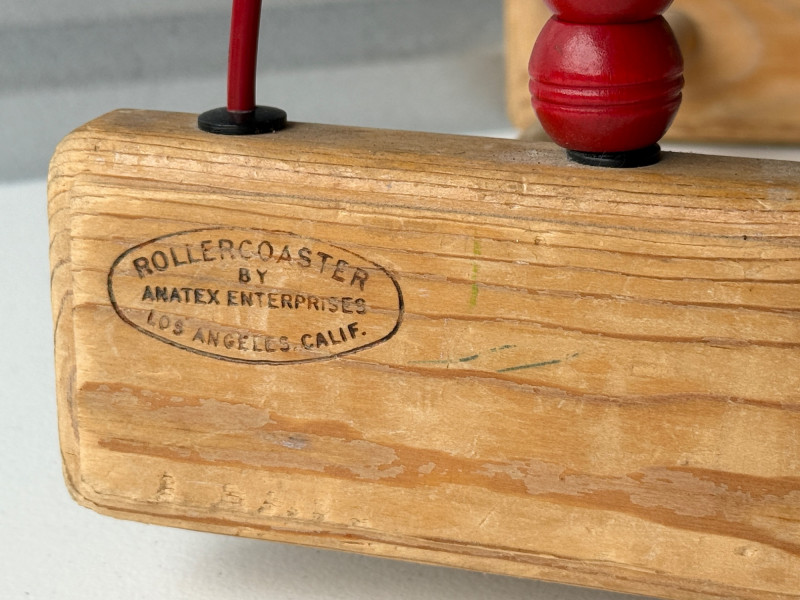 ROLLERCOASTER
BY
ANATEX ENTERPRISES
LOS ANGELES, CALIF.